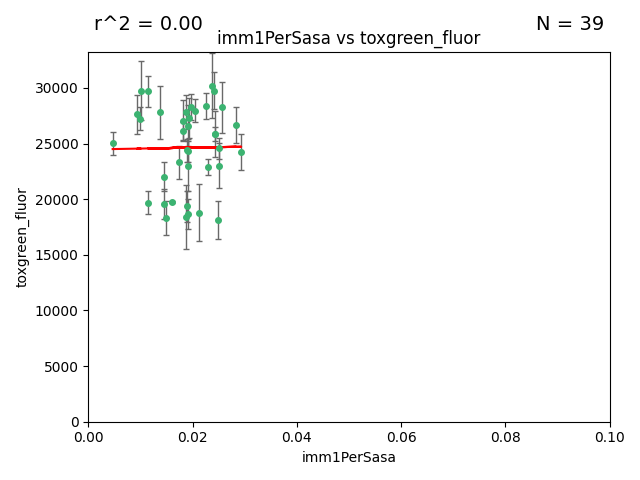 r^2 = 0.00
N = 39
imm1PerSasa vs toxgreen_fluor
toxgreen_fluor
30000
25000
20000
15000
10000
5000
0
0.00
0.02
0.04
0.06
0.08
0.10
imm1PerSasa